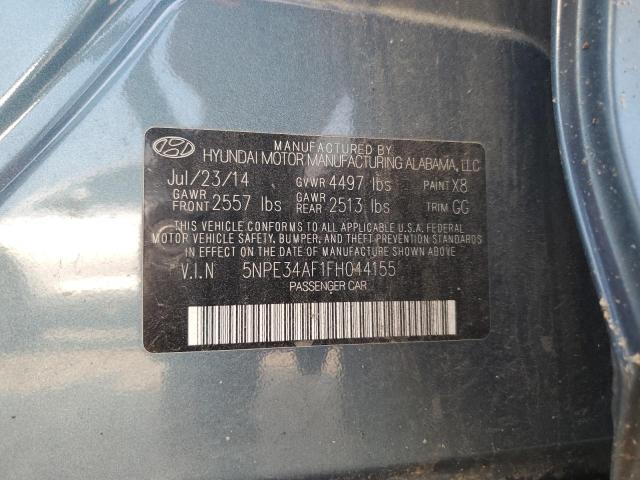 MANUFACTURED BY
HYUNDAI MOTOR MANUFACTURING ALABAMA, LLC
Jul/23/14 GVWR 4497 lbs PAINT X8
GAWR FRONT 2557 lbs GAWR REAR 2513 lbs TRIM GG
THIS VEHICLE CONFORMS TO ALL APPLICABLE U.S.A FEDERAL
MOTOR VEHICLE SAFETY, BUMPER, AND THEFT PREVENTION STANDARDS
IN EFFECT ON THE DATE OF MANUFACTURE SHOWN ABOVE.
V.I.N 5NPE34AF1FH044155
PASSENGER CAR